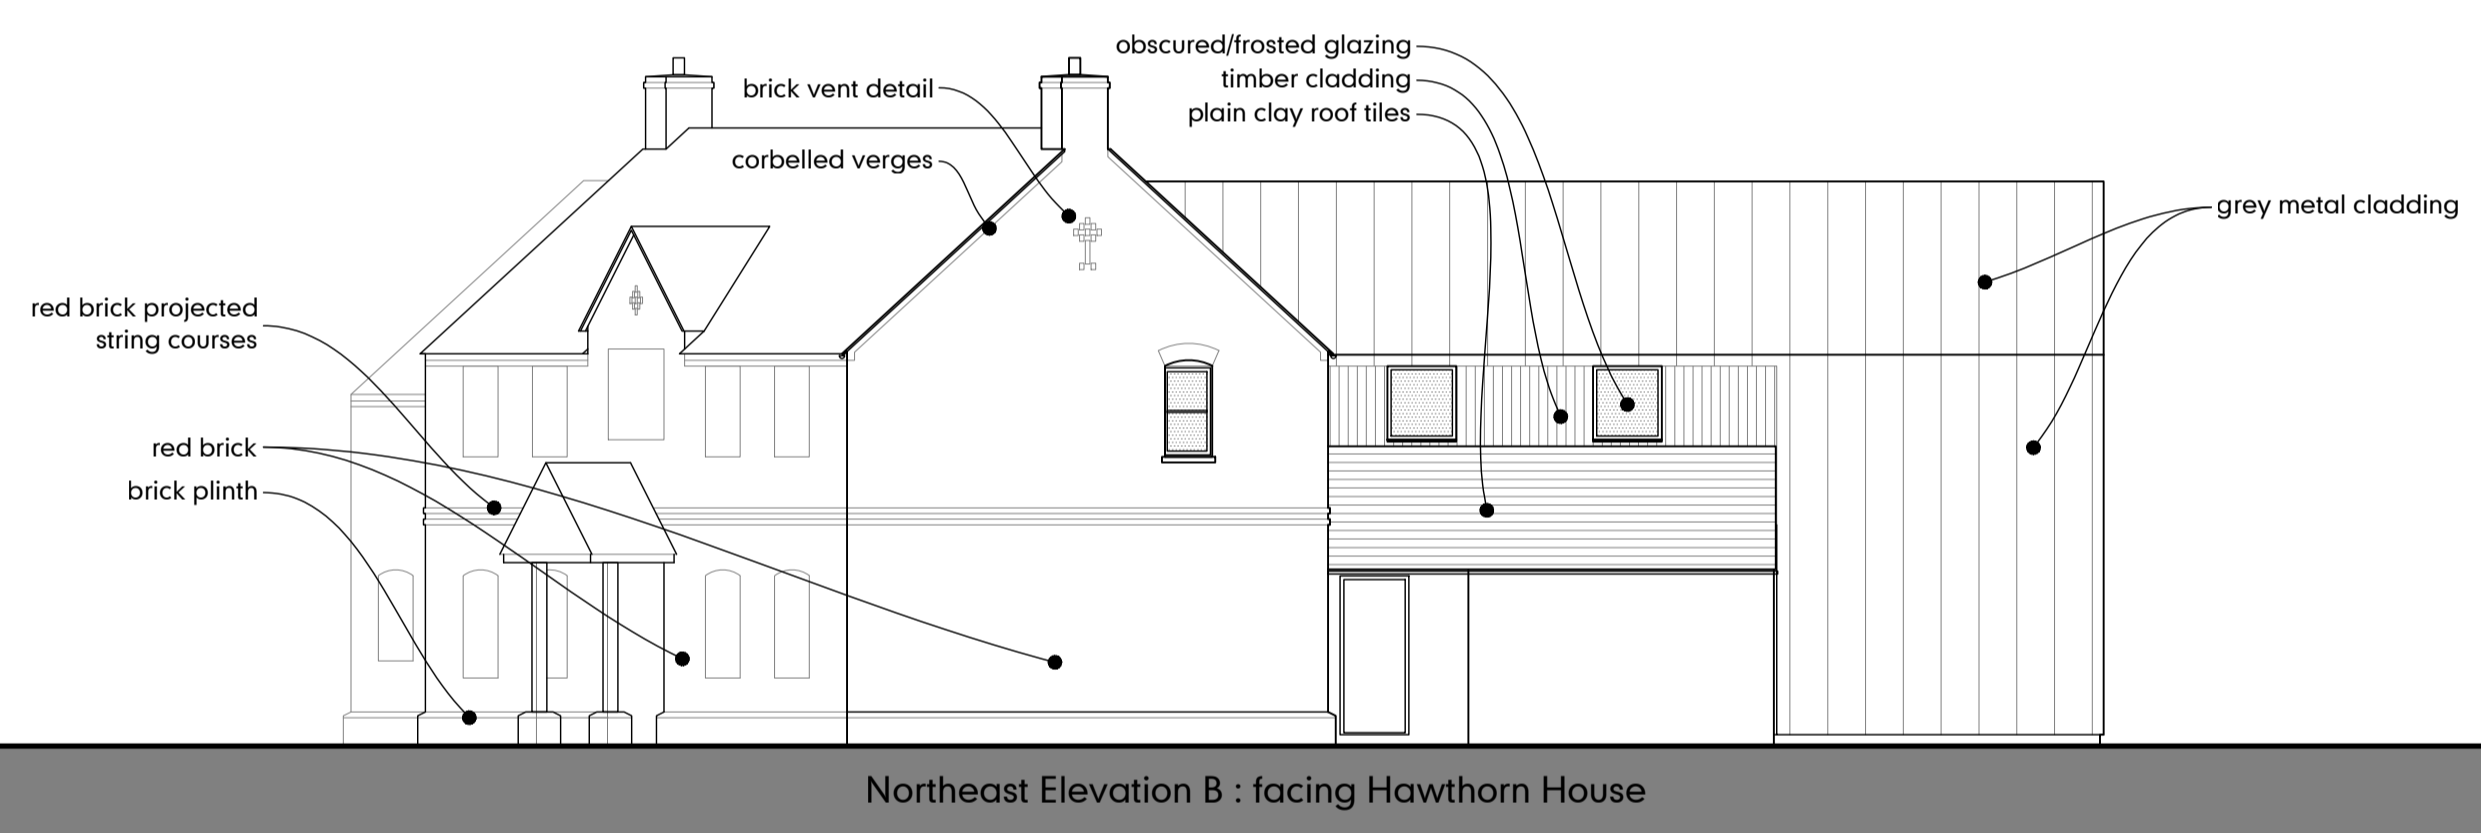 obscured/frosted glazing
timber cladding
plain clay roof tiles
brick vent detail
corbelled verges
grey metal cladding
red brick projected
string courses
red brick
brick plinth
Northeast Elevation B : facing Hawthorn House